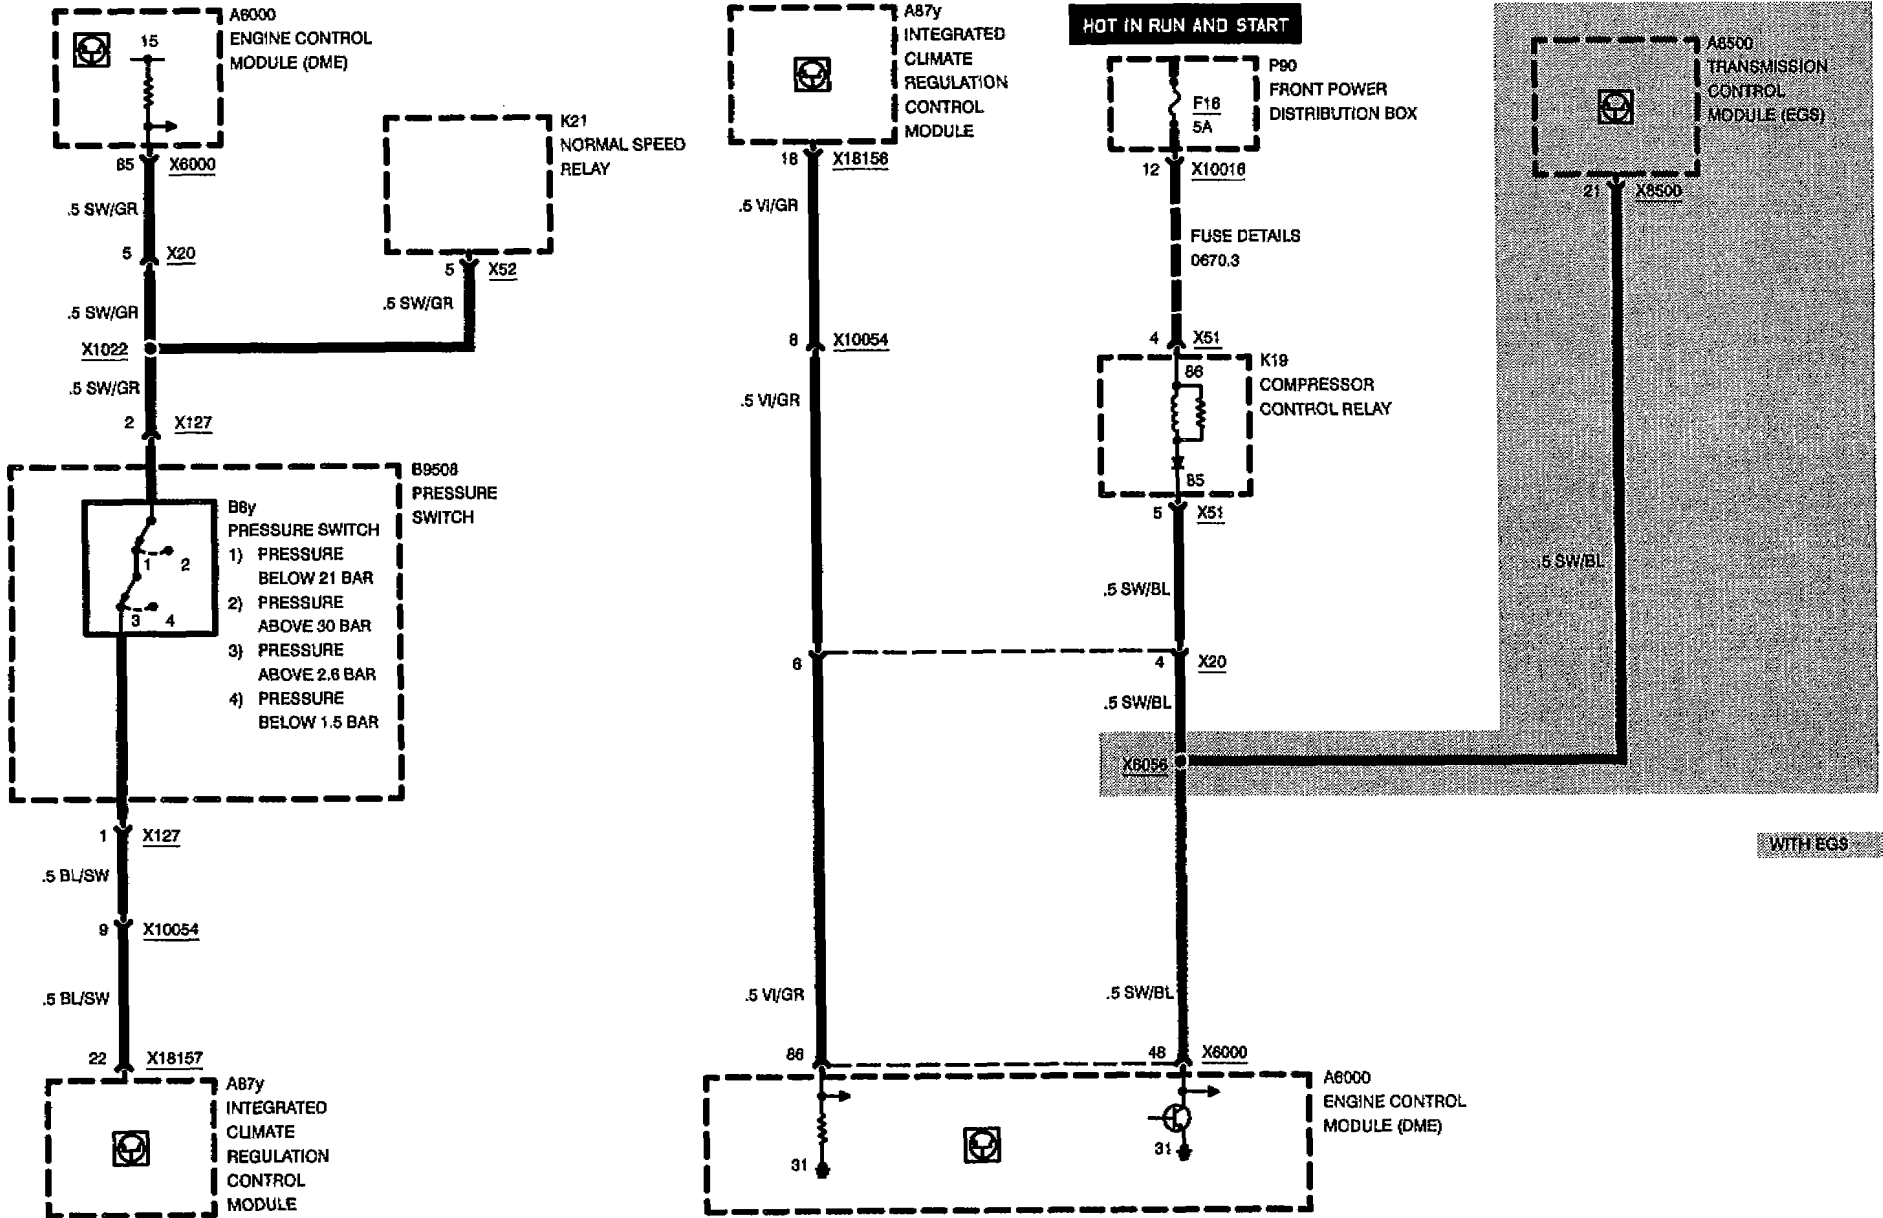 A6000
ENGINE CONTROL
MODULE (DME)
15
85 X6000
.5 SW/GR
5 X20
.5 SW/GR
X1022
.5 SW/GR
2 X127
K21
NORMAL SPEED
RELAY
5 X52
.5 SW/GR
B9508
PRESSURE
SWITCH
B8y
PRESSURE SWITCH
1) PRESSURE
BELOW 21 BAR
2) PRESSURE
ABOVE 30 BAR
3) PRESSURE
ABOVE 2.6 BAR
4) PRESSURE
BELOW 1.5 BAR
1 2
3 4
1 X127
.5 BL/SW
9 X10054
.5 BL/SW
22 X18157
A87y
INTEGRATED
CLIMATE
REGULATION
CONTROL
MODULE
A87y
INTEGRATED
CLIMATE
REGULATION
CONTROL
MODULE
18 X18156
.5 VI/GR
8 X10054
.5 VI/GR
6
.5 VI/GR
86
31
HOT IN RUN AND START
P90
FRONT POWER
DISTRIBUTION BOX
F16
5A
12 X10016
FUSE DETAILS
0670.3
4 X51
K19
COMPRESSOR
CONTROL RELAY
86
85
5 X51
.5 SW/BL
4 X20
.5 SW/BL
X6056
.5 SW/BL
48 X6000
31
A6000
ENGINE CONTROL
MODULE (DME)
A8500
TRANSMISSION
CONTROL
MODULE (EGS)
21 X8500
.5 SW/BL
WITH EGS